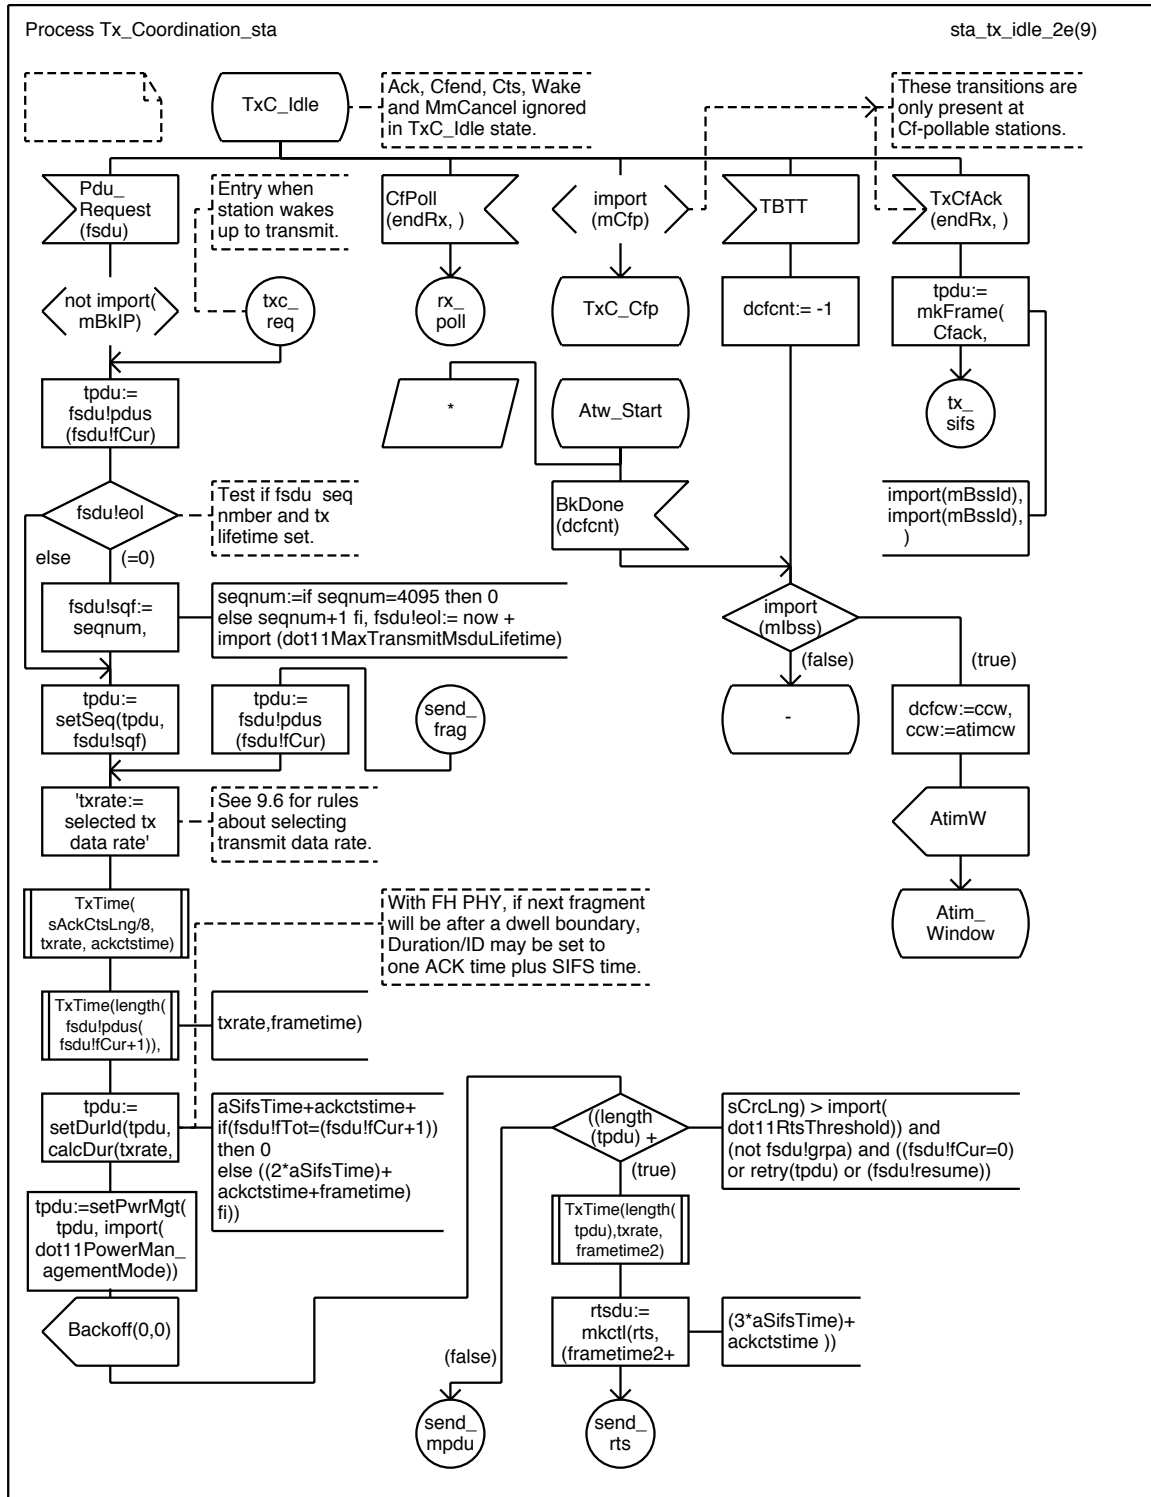 Process Tx_Coordination_sta
sta_tx_idle_2e(9)
TxC_Idle
Ack, Cfend, Cts, Wake
and MmCancel ignored
in TxC_Idle state.
These transitions are
only present at
Cf-pollable stations.
Pdu_
Request
(fsdu)
Entry when
station wakes
up to transmit.
CfPoll
(endRx, )
import
(mCfp)
TBTT
TxCfAck
(endRx, )
not import(
mBkIP)
txc_
req
rx_
poll
TxC_Cfp
dcfcnt:= -1
tpdu:=
mkFrame(
Cfack,
tpdu:=
fsdu!pdus
(fsdu!fCur)
*
Atw_Start
tx_
sifs
fsdu!eol
Test if fsdu  seq
nmber and tx
lifetime set.
BkDone
(dcfcnt)
import(mBssId),
import(mBssId),
)
else
(=0)
fsdu!sqf:=
seqnum,
seqnum:=if seqnum=4095 then 0
else seqnum+1 fi, fsdu!eol:= now +
import (dot11MaxTransmitMsduLifetime)
import
(mIbss)
(false)
(true)
tpdu:=
setSeq(tpdu,
fsdu!sqf)
tpdu:=
fsdu!pdus
(fsdu!fCur)
send_
frag
-
dcfcw:=ccw,
ccw:=atimcw
'txrate:=
selected tx
data rate'
See 9.6 for rules
about selecting
transmit data rate.
AtimW
TxTime(
sAckCtsLng/8,
txrate, ackctstime)
With FH PHY, if next fragment
will be after a dwell boundary,
Duration/ID may be set to
one ACK time plus SIFS time.
Atim_
Window
TxTime(length(
fsdu!pdus(
fsdu!fCur+1)),
txrate,frametime)
tpdu:=
setDurId(tpdu,
calcDur(txrate,
aSifsTime+ackctstime+
if(fsdu!fTot=(fsdu!fCur+1))
then 0
else ((2*aSifsTime)+
ackctstime+frametime)
fi))
((length
(tpdu) +
sCrcLng) > import(
dot11RtsThreshold)) and
(not fsdu!grpa) and ((fsdu!fCur=0)
or retry(tpdu) or (fsdu!resume))
(true)
tpdu:=setPwrMgt(
tpdu, import(
dot11PowerMan_
agementMode))
TxTime(length(
tpdu),txrate,
frametime2)
Backoff(0,0)
rtsdu:=
mkctl(rts,
(frametime2+
(3*aSifsTime)+
ackctstime ))
(false)
send_
mpdu
send_
rts